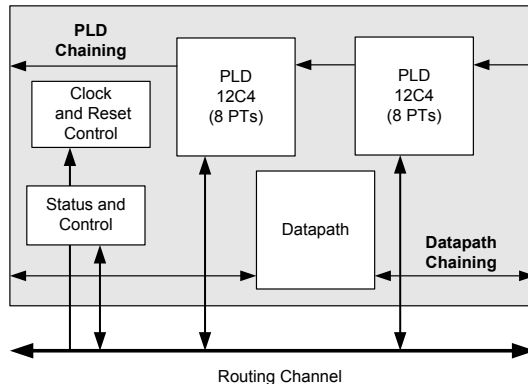 PLD
Chaining
PLD
12C4
(8 PTs)
PLD
12C4
(8 PTs)
Clock
and Reset
Control
Status and
Control
Datapath
Datapath
Chaining
Routing Channel